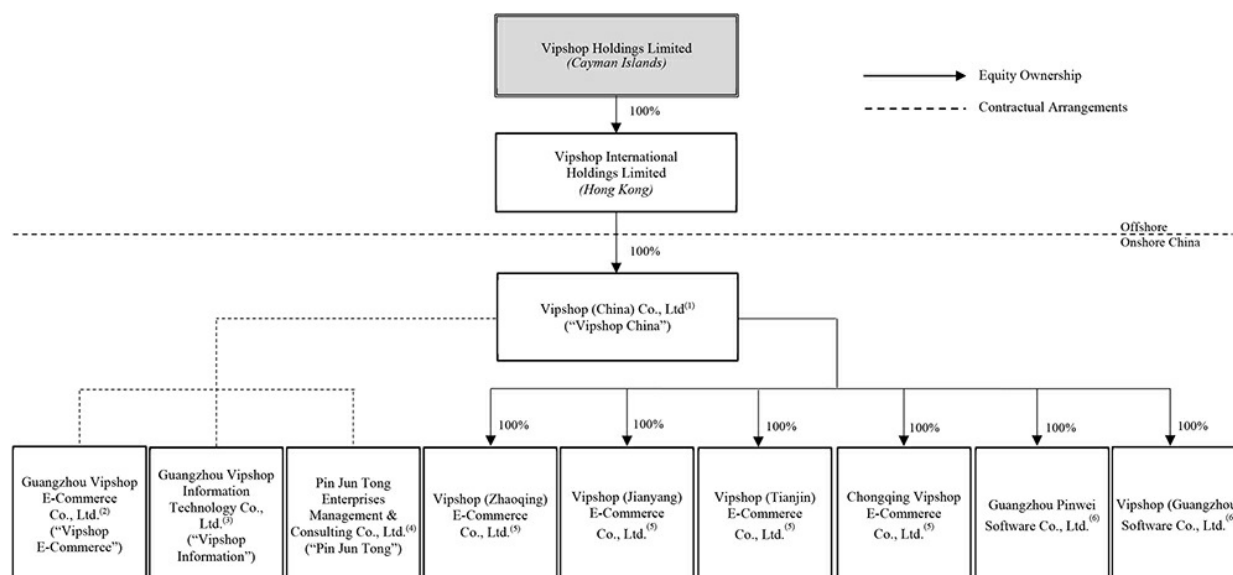 Vipshop Holdings Limited
(Cayman Islands)
Equity Ownership
Contractual Arrangements
100%
Vipshop International
Holdings Limited
(Hong Kong)
Offshore
Onshore China
100%
Vipshop (China) Co., Ltd(1)
(“Vipshop China”)
100%
100%
100%
100%
100%
100%
Guangzhou Vipshop
E-Commerce
Co., Ltd.(2)
(“Vipshop
E-Commerce”)
Guangzhou Vipshop
Information
Technology Co.,
Ltd.(3)
(“Vipshop
Information”)
Pin Jun Tong
Enterprises
Management &
Consulting Co., Ltd.(4)
(“Pin Jun Tong”)
Vipshop (Zhaoqing)
E-Commerce
Co., Ltd.(5)
Vipshop (Jianyang)
E-Commerce
Co., Ltd.(5)
Vipshop (Tianjin)
E-Commerce
Co., Ltd.(5)
Chongqing Vipshop
E-Commerce
Co., Ltd.(5)
Guangzhou Pinwei
Software Co., Ltd.(6)
Vipshop (Guangzhou
Software Co., Ltd.(6